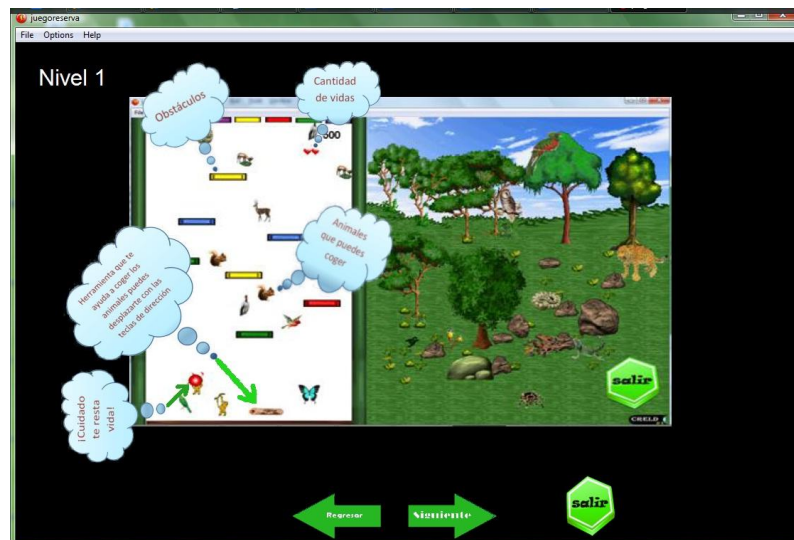 juegoreserva
File Options Help
Nivel 1
Obstáculos
Cantidad
de vidas
Animales
que puedes
coger
Herramienta que te
ayuda a coger los
animales puedes
desplazarte con las
teclas de dirección
¡Cuidado
te resta
vida!
salir
CRELD
Regresar
Siguiente
salir